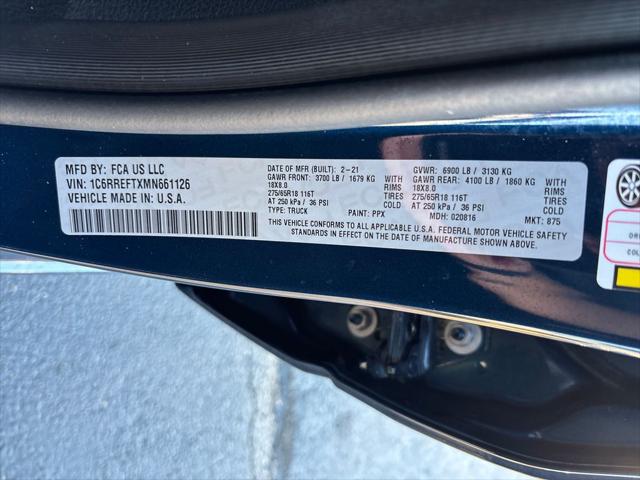 MFD BY: FCA US LLC
VIN: 1C6RREFTXMN661126
VEHICLE MADE IN U.S.A.
DATE OF MFR (BUILT): 2-21
GAWR FRONT: 3700 LB / 1679 KG
18X8.0 RIMS
275/65R18 116T TIRES
AT 250 kPa / 36 PSI COLD
TYPE: TRUCK PAINT: PPX
GVWR: 6900 LB / 3130 KG
GAWR REAR: 4100 LB / 1860 KG
18X8.0 RIMS
275/65R18 116T TIRES
AT 250 kPa / 36 PSI COLD
MDH: 020816 MKT: 875
THIS VEHICLE CONFORMS TO ALL APPLICABLE FEDERAL MOTOR VEHICLE SAFETY
STANDARDS IN EFFECT ON THE DATE OF MANUFACTURE SHOWN ABOVE.